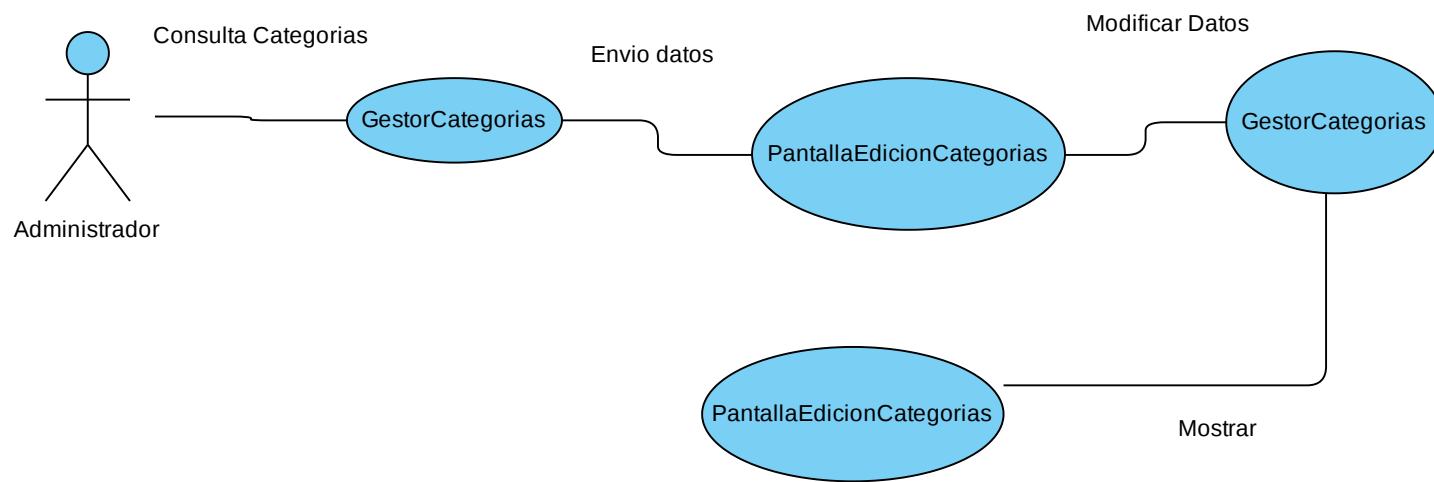 Consulta Categorias
Envio datos
Modificar Datos
GestorCategorias
PantallaEdicionCategorias
GestorCategorias
Administrador
PantallaEdicionCategorias
Mostrar